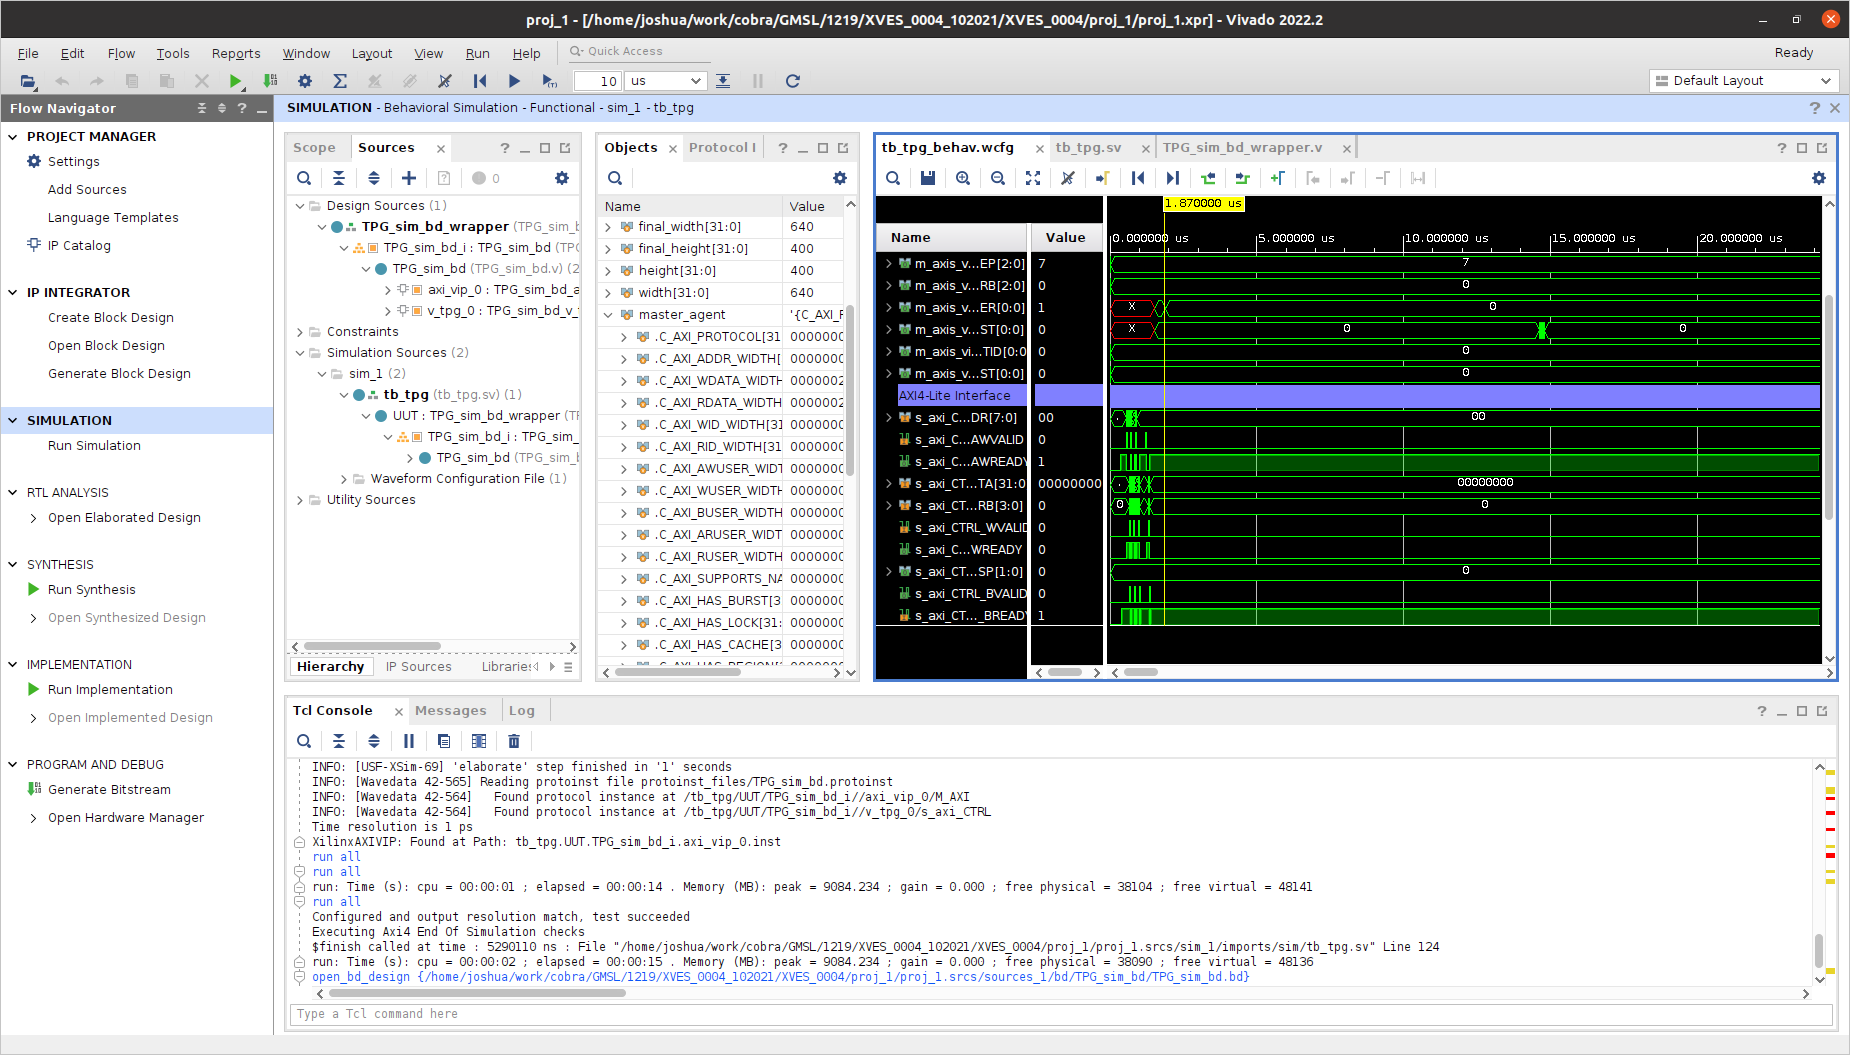 proj_1 - [/home/joshua/work/cobra/GMSL/1219/XVES_0004_102021/XVES_0004/proj_1/proj_1.xpr] - Vivado 2022.2
File Edit Flow Tools Reports Window Layout View Run Help Quick Access Ready
10 us Default Layout
Flow Navigator
SIMULATION - Behavioral Simulation - Functional - sim_1 - tb_tpg
PROJECT MANAGER
Settings
Add Sources
Language Templates
IP Catalog
IP INTEGRATOR
Create Block Design
Open Block Design
Generate Block Design
SIMULATION
Run Simulation
RTL ANALYSIS
Open Elaborated Design
SYNTHESIS
Run Synthesis
Open Synthesized Design
IMPLEMENTATION
Run Implementation
Open Implemented Design
PROGRAM AND DEBUG
Generate Bitstream
Open Hardware Manager
Scope Sources
0
Design Sources (1)
TPG_sim_bd_wrapper (TPG_sim_b
TPG_sim_bd_i : TPG_sim_bd (TPG
TPG_sim_bd (TPG_sim_bd.v) (2
axi_vip_0 : TPG_sim_bd_a
v_tpg_0 : TPG_sim_bd_v_
Constraints
Simulation Sources (2)
sim_1 (2)
tb_tpg (tb_tpg.sv) (1)
UUT : TPG_sim_bd_wrapper (TF
TPG_sim_bd_i : TPG_sim_
TPG_sim_bd (TPG_sim_b
Waveform Configuration File (1)
Utility Sources
Hierarchy IP Sources Libraries
Objects Protocol I
Name Value
final_width[31:0] 640
final_height[31:0] 400
height[31:0] 400
width[31:0] 640
master_agent '{C_AXI_F
.C_AXI_PROTOCOL[31 0000000
.C_AXI_ADDR_WIDTH[ 0000000
.C_AXI_WDATA_WIDTH 0000002
.C_AXI_RDATA_WIDTH 0000002
.C_AXI_WID_WIDTH[31 0000000
.C_AXI_RID_WIDTH[31 0000000
.C_AXI_AWUSER_WIDT 0000000
.C_AXI_WUSER_WIDTH 0000000
.C_AXI_BUSER_WIDTH 0000000
.C_AXI_ARUSER_WIDT 0000000
.C_AXI_RUSER_WIDTH 0000000
.C_AXI_SUPPORTS_NA 0000000
.C_AXI_HAS_BURST[3 0000000
.C_AXI_HAS_LOCK[31: 0000000
.C_AXI_HAS_CACHE[3 0000000
tb_tpg_behav.wcfg tb_tpg.sv TPG_sim_bd_wrapper.v
1.870000 us
Name Value 0.000000 us 5.000000 us 10.000000 us 15.000000 us 20.000000 us
m_axis_v...EP[2:0] 7 7
m_axis_v...RB[2:0] 0 0
m_axis_v...ER[0:0] 1 X 0
m_axis_v...ST[0:0] 0 X 0 0
m_axis_vi...TID[0:0 0 0
m_axis_v...ST[0:0] 0 0
AXI4-Lite Interface
s_axi_C...DR[7:0] 00 00
s_axi_C...AWVALID 0
s_axi_C...AWREADY 1
s_axi_CT...TA[31:0 00000000 00000000
s_axi_CT...RB[3:0] 0 0 0
s_axi_CTRL_WVALID 0
s_axi_C...WREADY 0
s_axi_CT...SP[1:0] 0 0
s_axi_CTRL_BVALID 0
s_axi_CT..._BREADY 1
Tcl Console Messages Log
INFO: [USF-XSim-69] 'elaborate' step finished in '1' seconds
INFO: [Wavedata 42-565] Reading protoinst file protoinst_files/TPG_sim_bd.protoinst
INFO: [Wavedata 42-564] Found protocol instance at /tb_tpg/UUT/TPG_sim_bd_i//axi_vip_0/M_AXI
INFO: [Wavedata 42-564] Found protocol instance at /tb_tpg/UUT/TPG_sim_bd_i//v_tpg_0/s_axi_CTRL
Time resolution is 1 ps
XilinxAXIVIP: Found at Path: tb_tpg.UUT.TPG_sim_bd_i.axi_vip_0.inst
run all
run all
run: Time (s): cpu = 00:00:01 ; elapsed = 00:00:14 . Memory (MB): peak = 9084.234 ; gain = 0.000 ; free physical = 38104 ; free virtual = 48141
run all
Configured and output resolution match, test succeeded
Executing Axi4 End Of Simulation checks
$finish called at time : 5290110 ns : File "/home/joshua/work/cobra/GMSL/1219/XVES_0004_102021/XVES_0004/proj_1/proj_1.srcs/sim_1/imports/sim/tb_tpg.sv" Line 124
run: Time (s): cpu = 00:00:02 ; elapsed = 00:00:15 . Memory (MB): peak = 9084.234 ; gain = 0.000 ; free physical = 38090 ; free virtual = 48136
open_bd_design {/home/joshua/work/cobra/GMSL/1219/XVES_0004_102021/XVES_0004/proj_1/proj_1.srcs/sources_1/bd/TPG_sim_bd/TPG_sim_bd.bd}
Type a Tcl command here